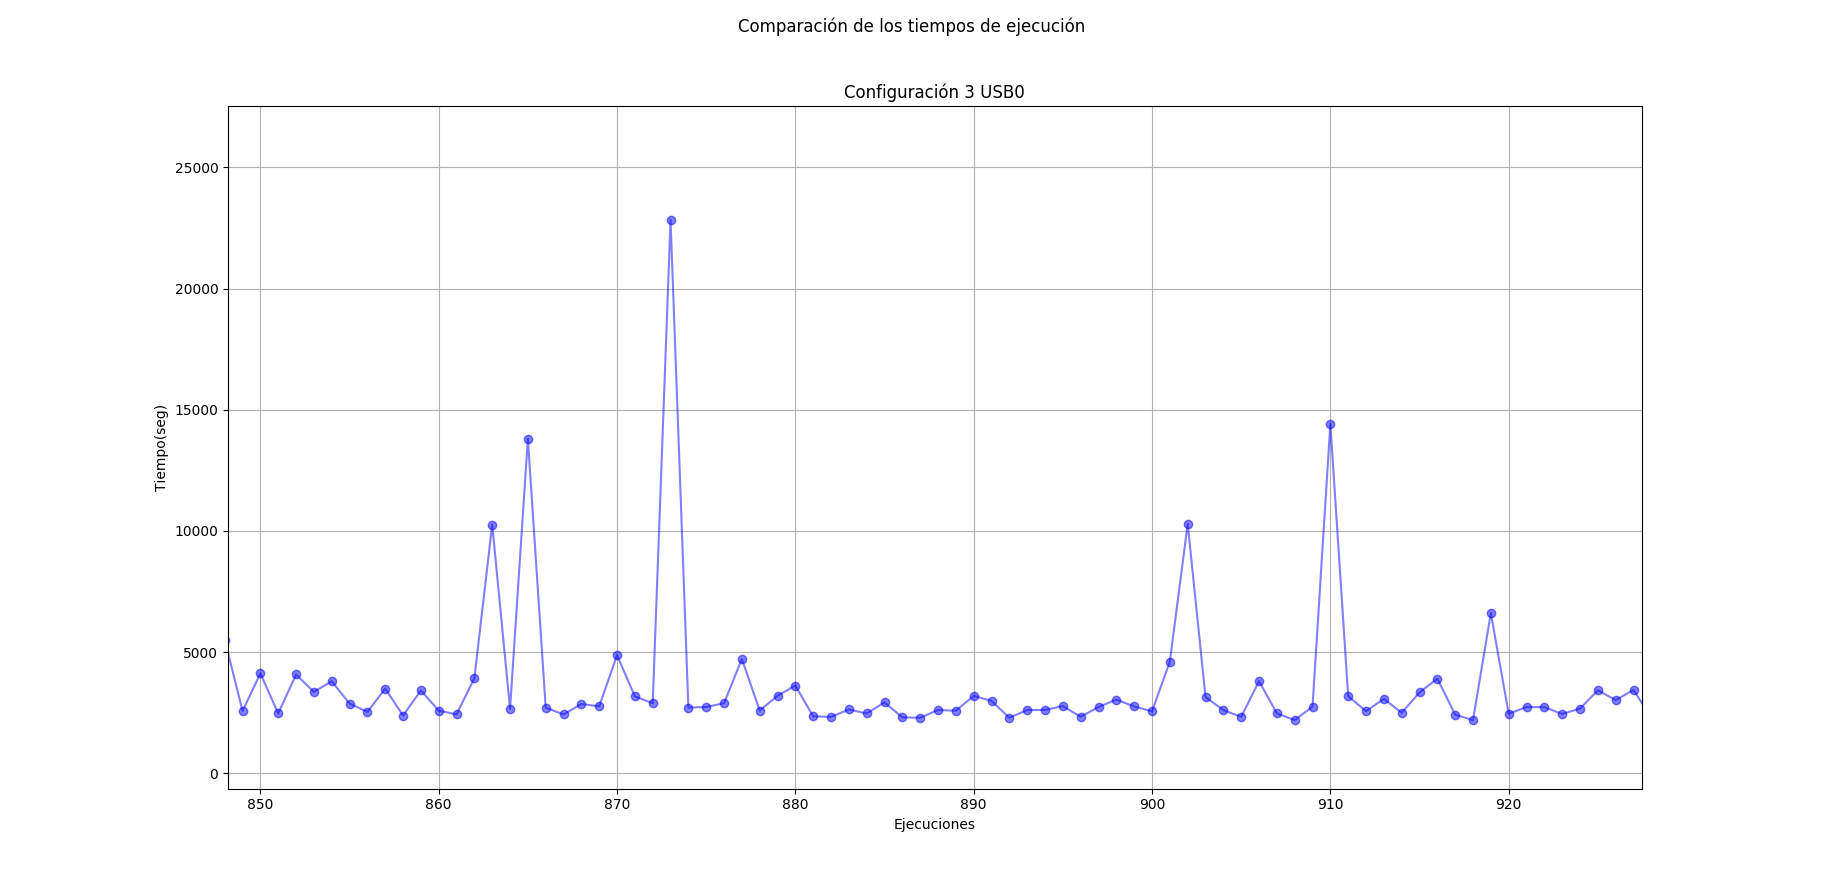 Comparación de los tiempos de ejecución
Configuración 3 USB0
25000
20000
15000
10000
5000
0
Tiempo(seg)
850 860 870 880 890 900 910 920
Ejecuciones